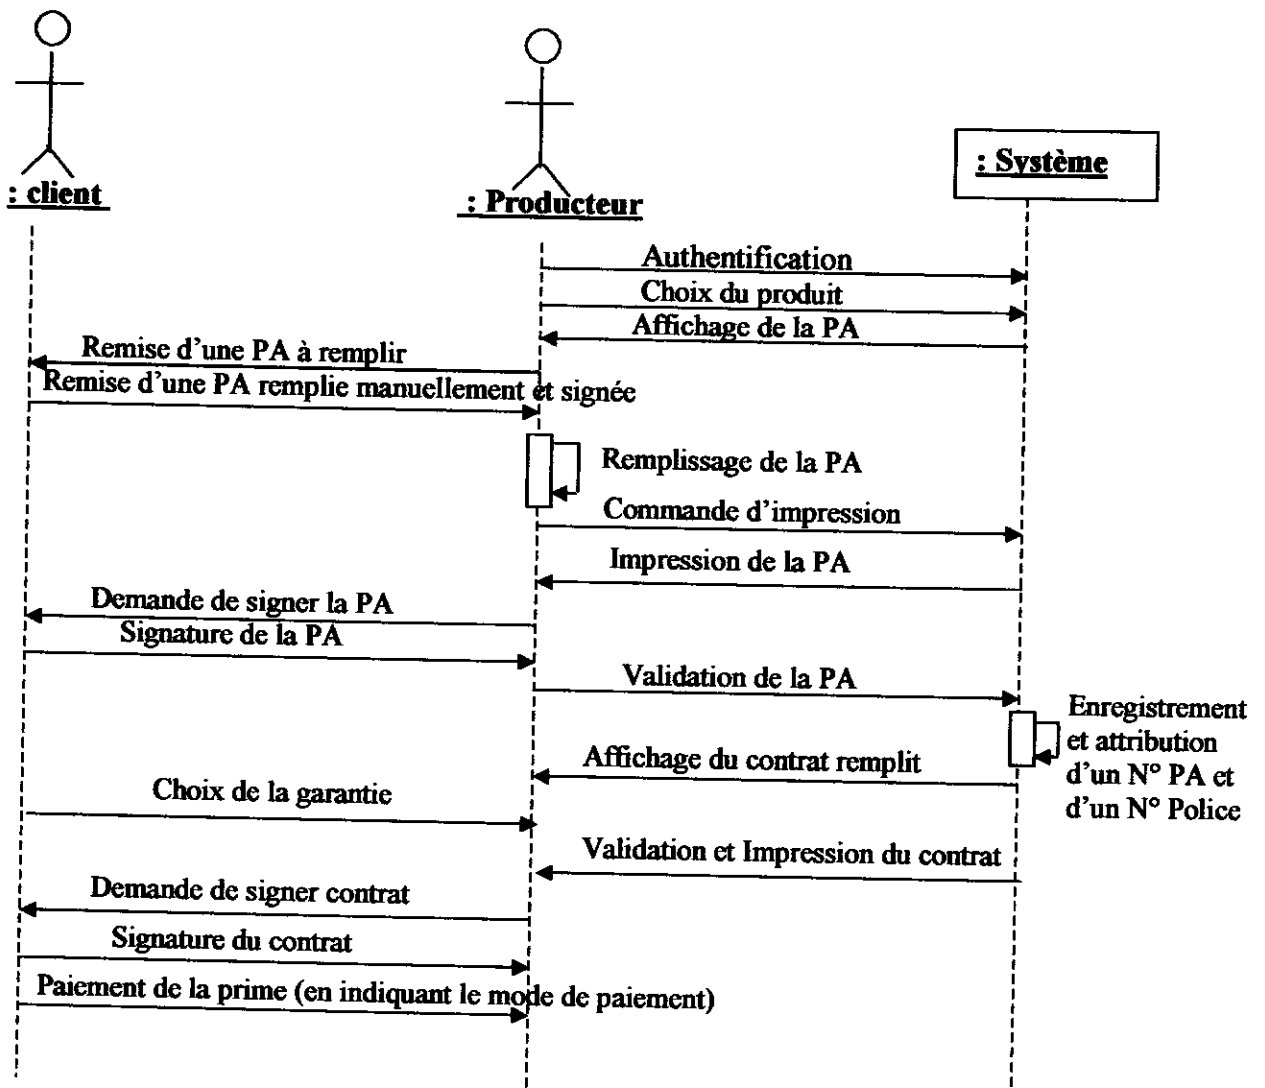 : client
: Producteur
: Système
Authentification
Choix du produit
Affichage de la PA
Remise d'une PA à remplir
Remise d'une PA remplie manuellement et signée
Remplissage de la PA
Commande d'impression
Impression de la PA
Demande de signer la PA
Signature de la PA
Validation de la PA
Enregistrement
et attribution
d'un N° PA et
d'un N° Police
Affichage du contrat remplit
Choix de la garantie
Validation et Impression du contrat
Demande de signer contrat
Signature du contrat
Paiement de la prime (en indiquant le mode de paiement)